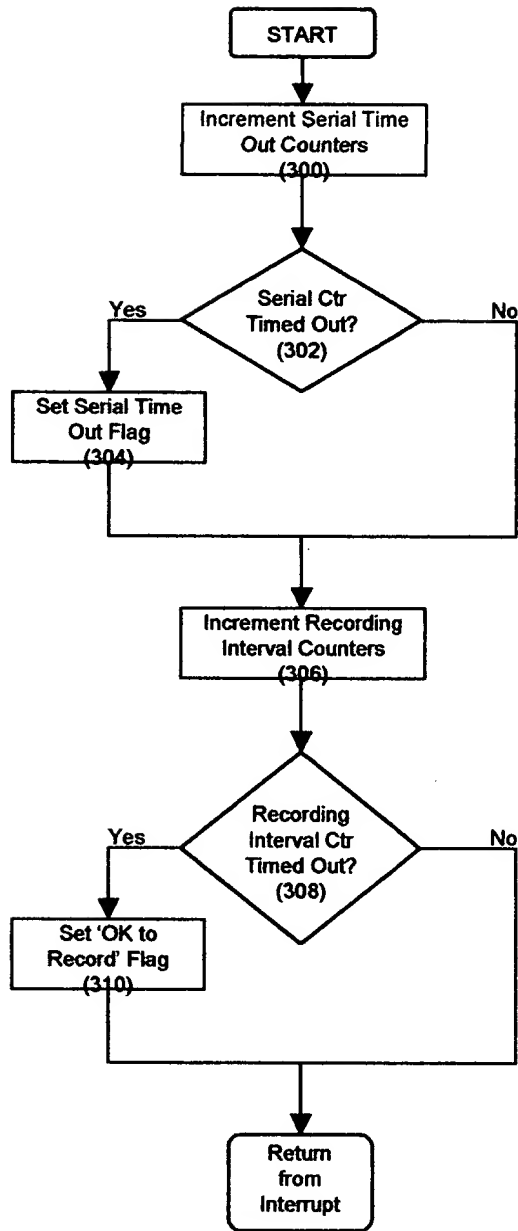 START
Increment Serial Time
Out Counters
(300)
Serial Ctr
Timed Out?
(302)
Yes
No
Set Serial Time
Out Flag
(304)
Increment Recording
Interval Counters
(306)
Recording
Interval Ctr
Timed Out?
(308)
Yes
No
Set 'OK to
Record' Flag
(310)
Return
from
Interrupt